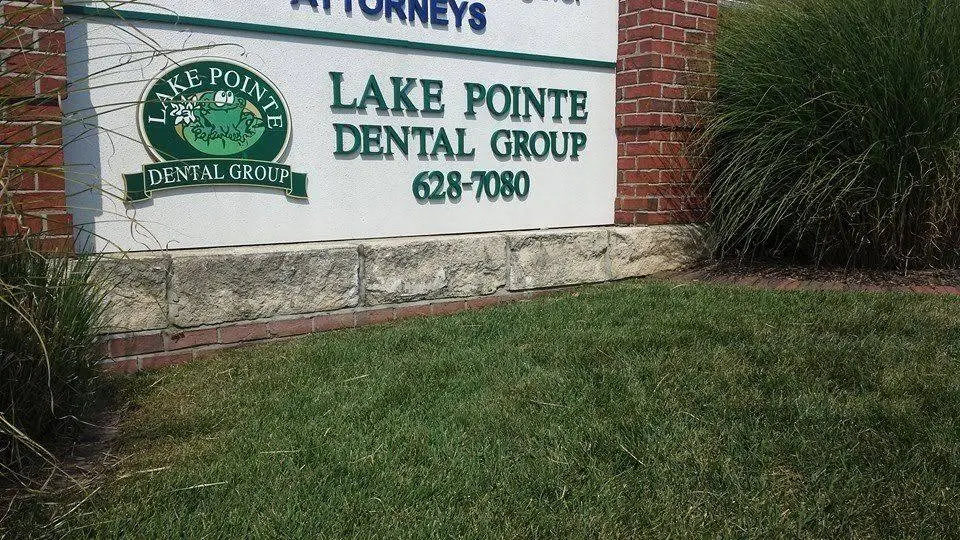 ATTORNEYS
LAKE POINTE
DENTAL GROUP
LAKE POINTE
DENTAL GROUP
628-7080